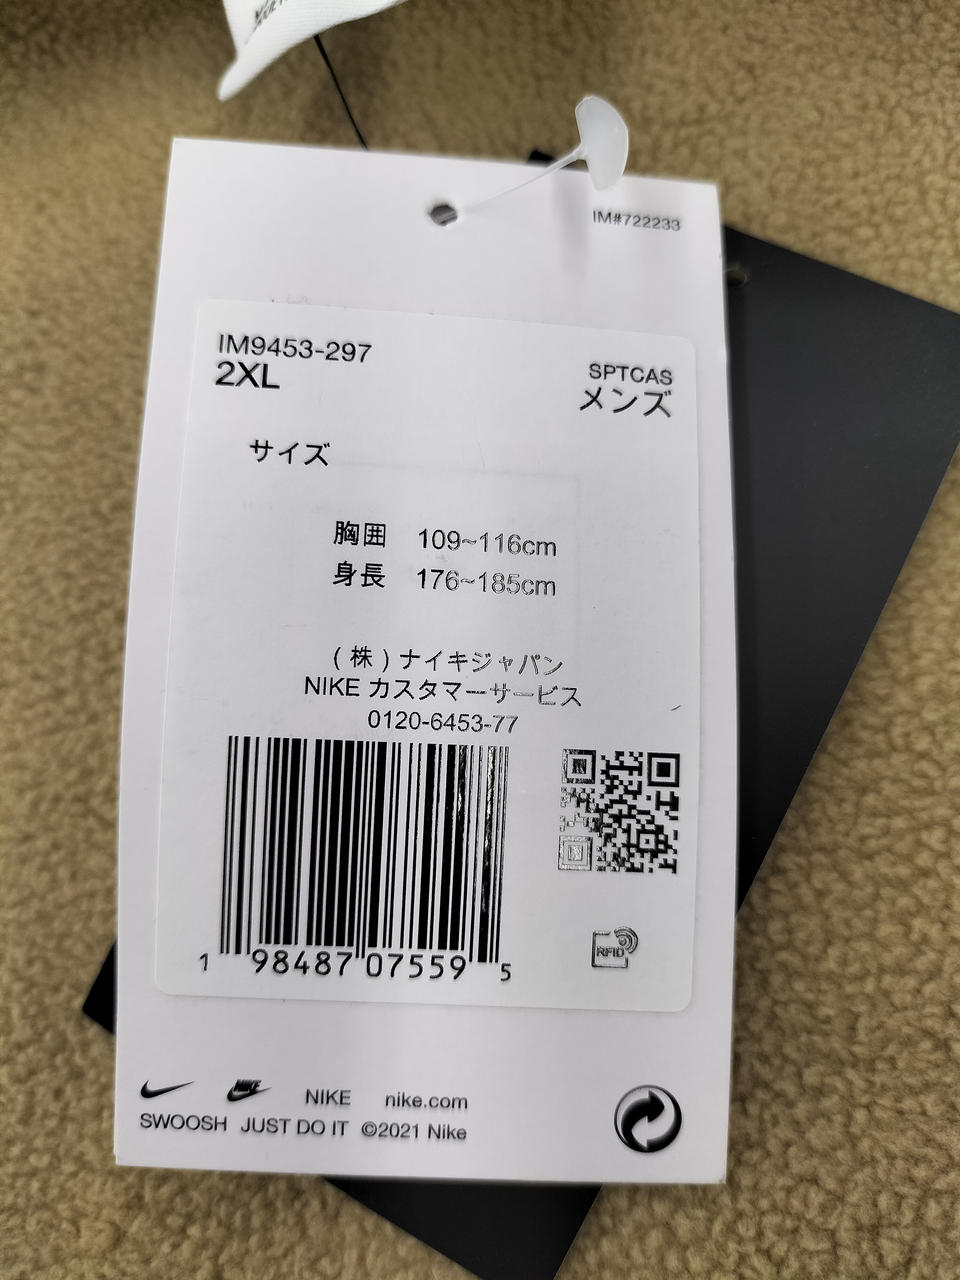 IM#722233
IM9453-297
2XL
SPTCAS
メンズ
サイズ
胸囲 109~116cm
身長 176~185cm
(株)ナイキジャパン
NIKE カスタマーサービス
0120-6453-77
1 98487 07559 5
RFID
NIKE
NIKE nike.com
SWOOSH JUST DO IT ©2021 Nike